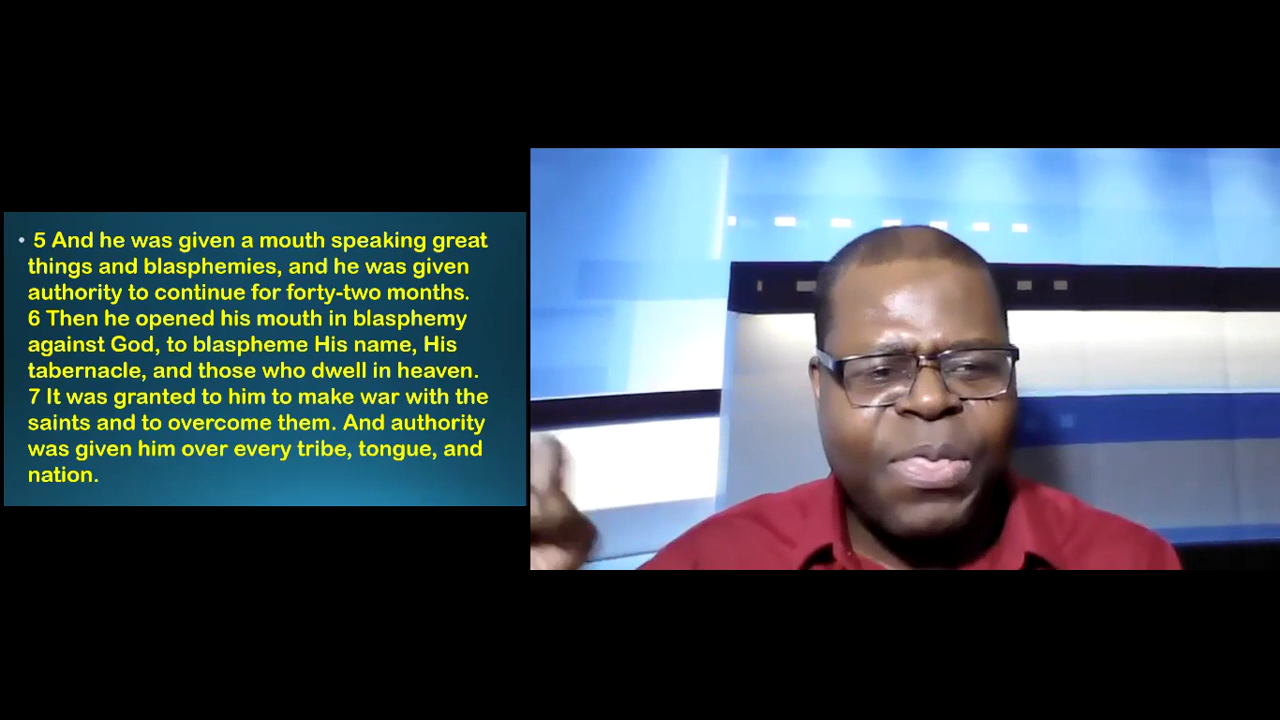 • 5 And he was given a mouth speaking great
things and blasphemies, and he was given
authority to continue for forty-two months.
6 Then he opened his mouth in blasphemy
against God, to blaspheme His name, His
tabernacle, and those who dwell in heaven.
7 It was granted to him to make war with the
saints and to overcome them. And authority
was given him over every tribe, tongue, and
nation.